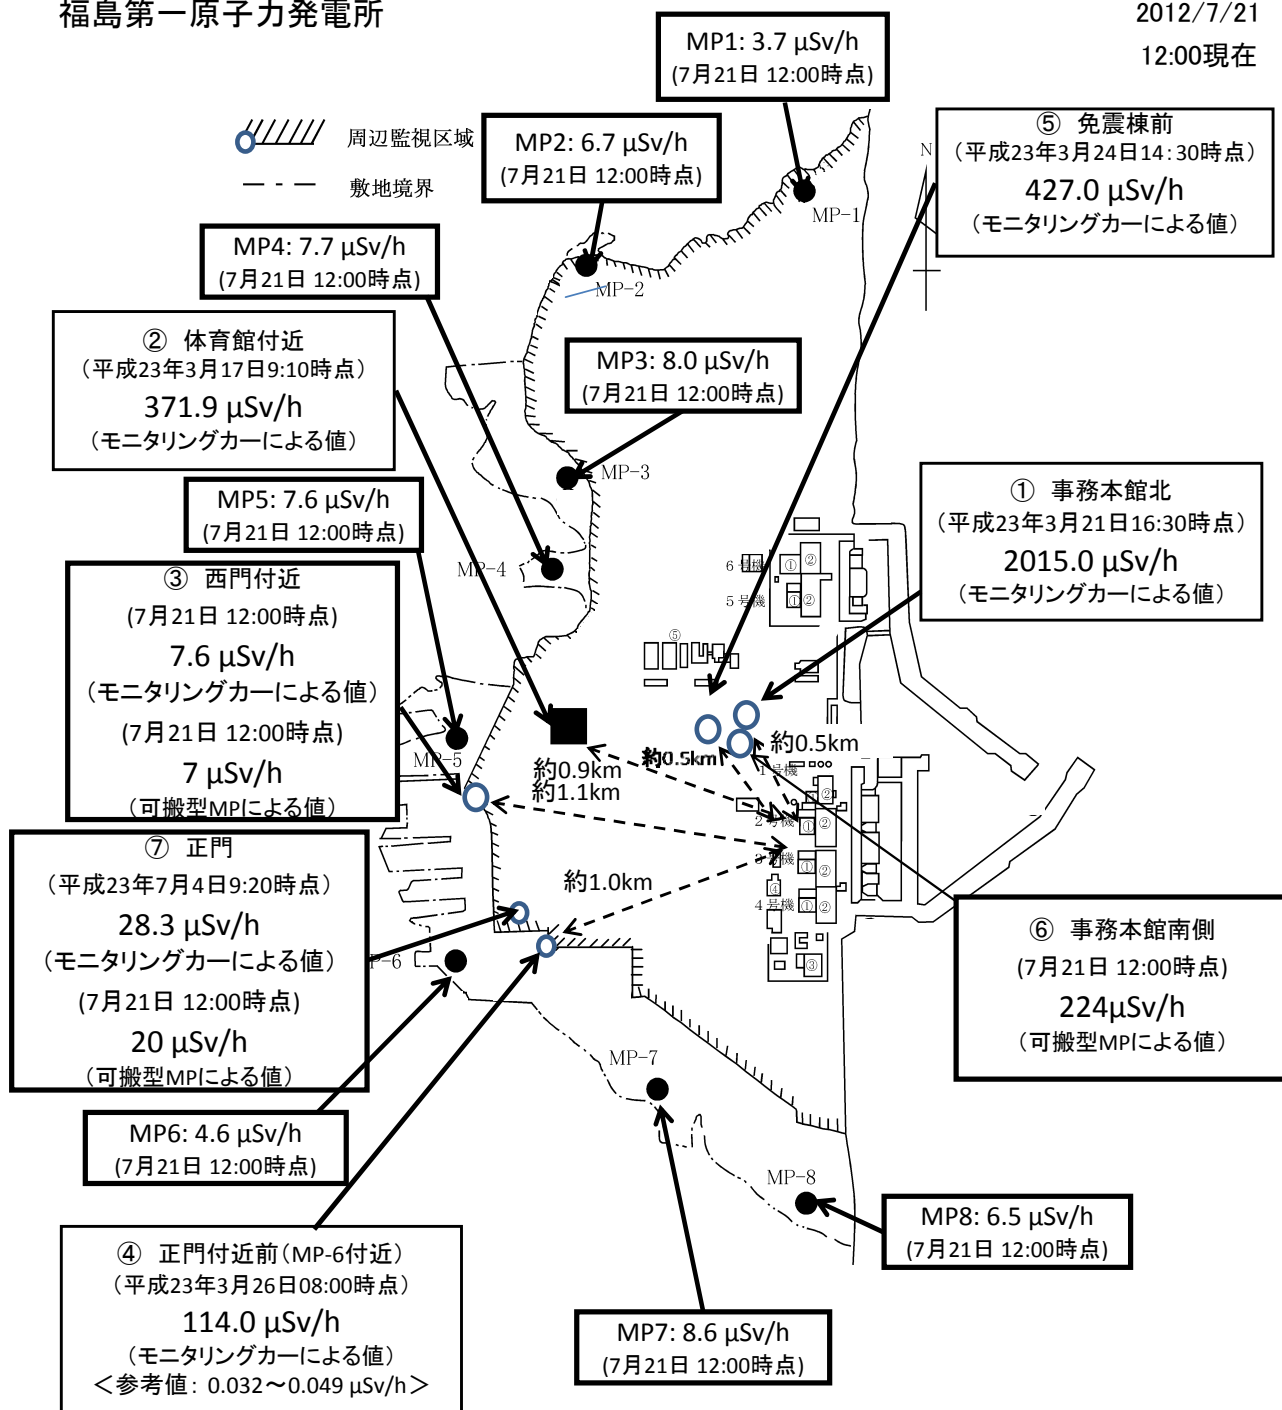 福島第一原子力発電所
2012/7/21
12:00現在
MP1: 3.7 μSv/h
(7月21日 12:00時点)
周辺監視区域
敷地境界
MP2: 6.7 μSv/h
(7月21日 12:00時点)
⑤ 免震棟前
(平成23年3月24日14:30時点)
427.0 μSv/h
(モニタリングカーによる値)
N
MP-1
MP4: 7.7 μSv/h
(7月21日 12:00時点)
MP-2
② 体育館付近
(平成23年3月17日9:10時点)
371.9 μSv/h
(モニタリングカーによる値)
MP3: 8.0 μSv/h
(7月21日 12:00時点)
MP-3
MP5: 7.6 μSv/h
(7月21日 12:00時点)
① 事務本館北
(平成23年3月21日16:30時点)
2015.0 μSv/h
(モニタリングカーによる値)
MP-4
6号機
① ②
5号機
① ②
③ 西門付近
(7月21日 12:00時点)
7.6 μSv/h
(モニタリングカーによる値)
(7月21日 12:00時点)
7 μSv/h
(可搬型MPによる値)
⑤
MP-5
約0.9km
約1.1km
約0.5km
約0.5km
1号機
②
2号機
① ②
3号機
① ②
④
4号機
① ②
③
約1.0km
⑦ 正門
(平成23年7月4日9:20時点)
28.3 μSv/h
(モニタリングカーによる値)
(7月21日 12:00時点)
20 μSv/h
(可搬型MPによる値)
P-6
⑥ 事務本館南側
(7月21日 12:00時点)
224μSv/h
(可搬型MPによる値)
MP-7
MP6: 4.6 μSv/h
(7月21日 12:00時点)
MP-8
MP8: 6.5 μSv/h
(7月21日 12:00時点)
④ 正門付近前(MP-6付近)
(平成23年3月26日08:00時点)
114.0 μSv/h
(モニタリングカーによる値)
<参考値: 0.032~0.049 μSv/h>
MP7: 8.6 μSv/h
(7月21日 12:00時点)